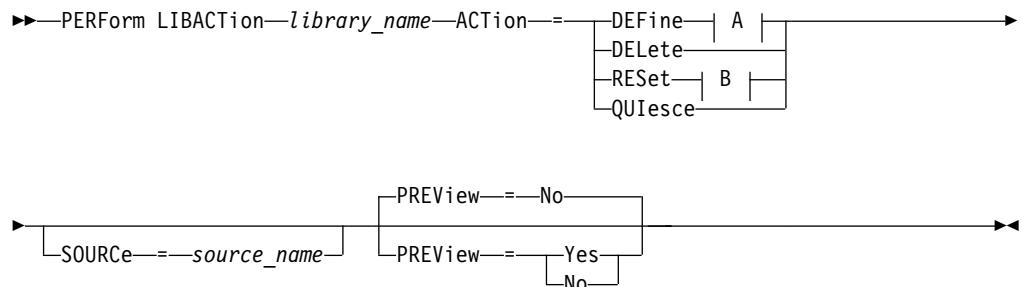 PERForm LIBACTion library_name ACTion = DEFine A
DELete
RESet B
QUIesce
PREView = No
SOURCe = source_name PREView = Yes
No